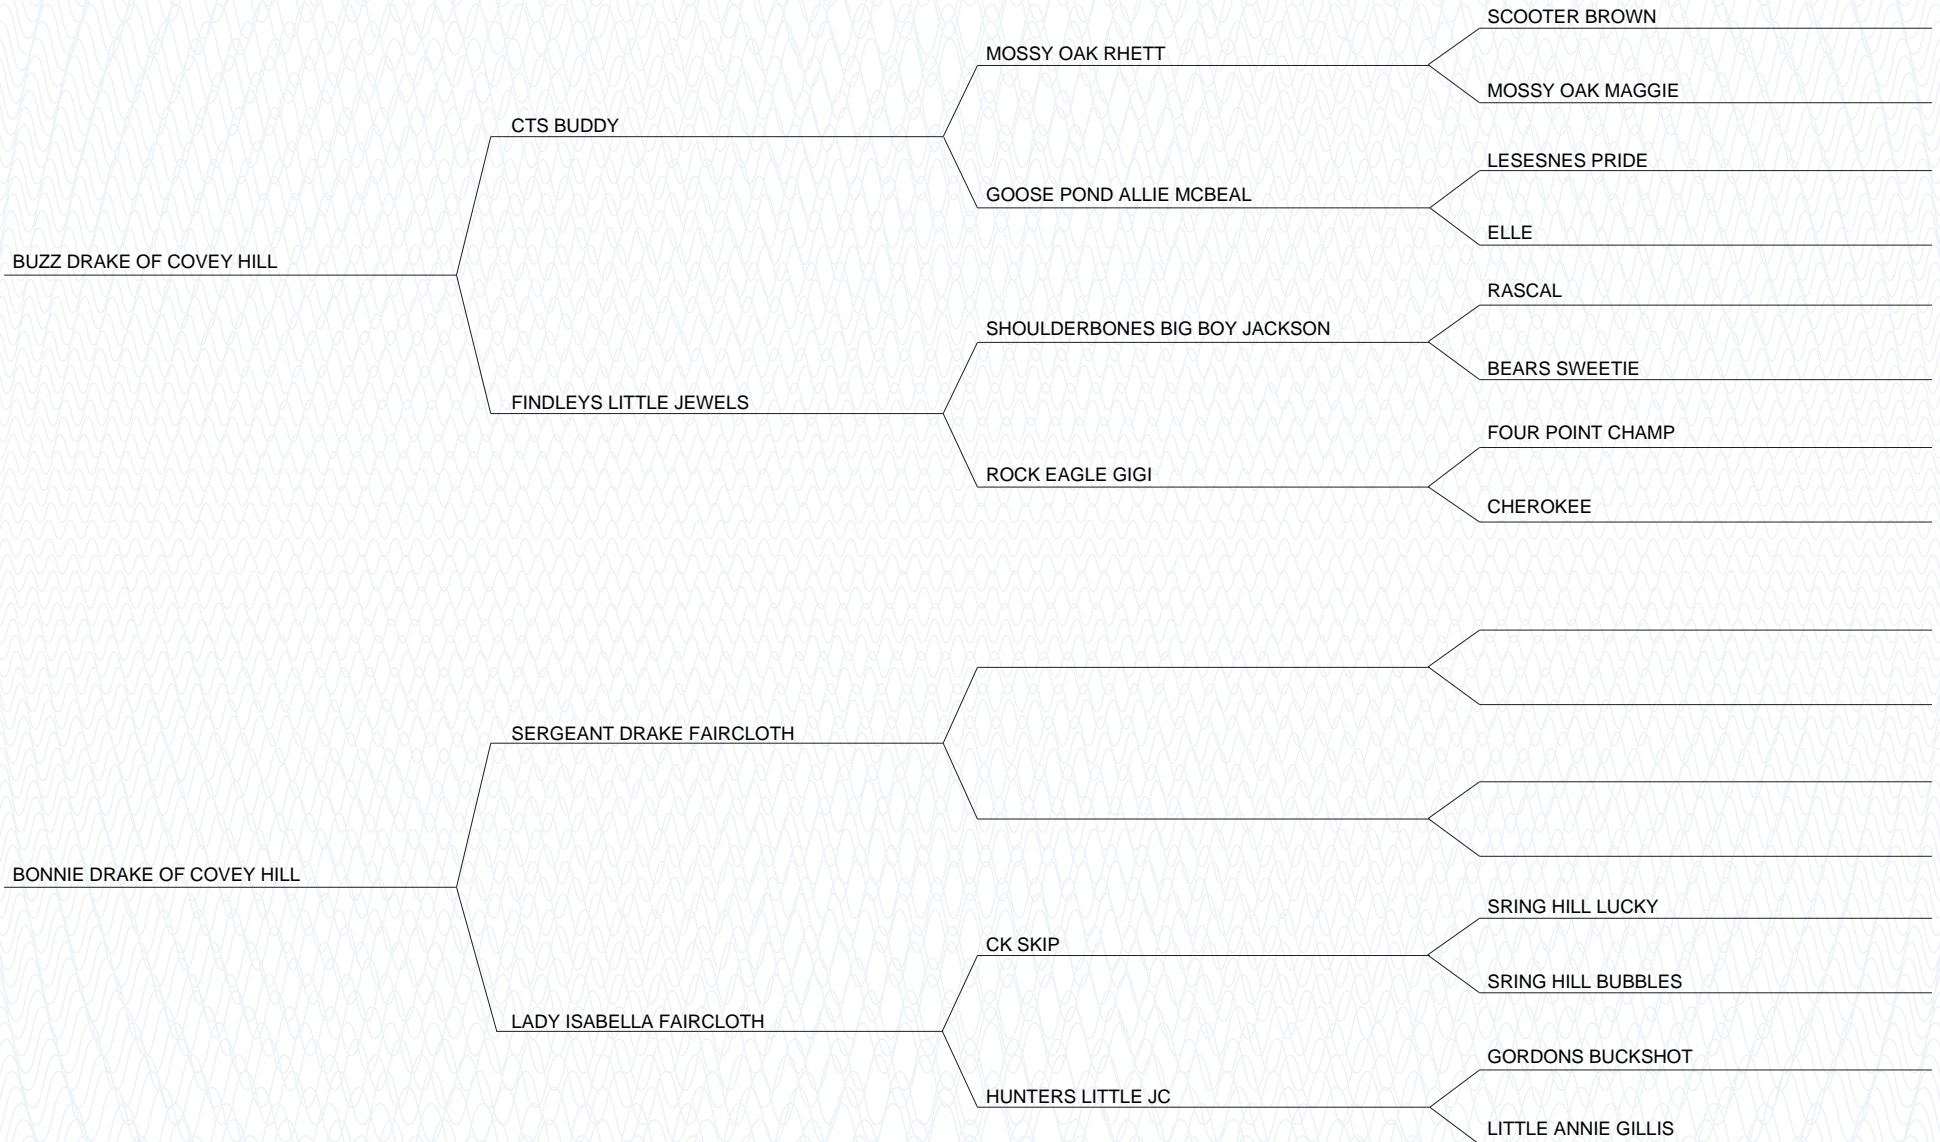 SCOOTER BROWN
MOSSY OAK RHETT
MOSSY OAK MAGGIE
CTS BUDDY
LESESNES PRIDE
GOOSE POND ALLIE MCBEAL
ELLE
BUZZ DRAKE OF COVEY HILL
RASCAL
SHOULDERBONES BIG BOY JACKSON
BEARS SWEETIE
FINDLEYS LITTLE JEWELS
FOUR POINT CHAMP
ROCK EAGLE GIGI
CHEROKEE
SERGEANT DRAKE FAIRCLOTH
BONNIE DRAKE OF COVEY HILL
SRING HILL LUCKY
CK SKIP
SRING HILL BUBBLES
LADY ISABELLA FAIRCLOTH
GORDONS BUCKSHOT
HUNTERS LITTLE JC
LITTLE ANNIE GILLIS